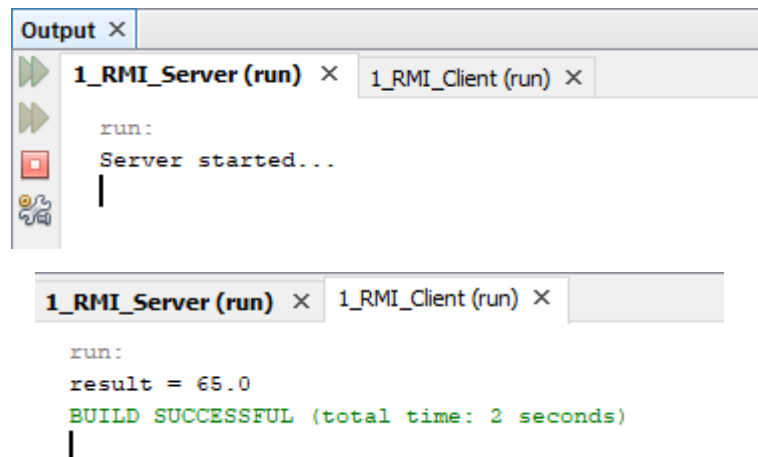 Output ×
1_RMI_Server (run) × 1_RMI_Client (run) ×
run:
Server started...
1_RMI_Server (run) × 1_RMI_Client (run) ×
run:
result = 65.0
BUILD SUCCESSFUL (total time: 2 seconds)